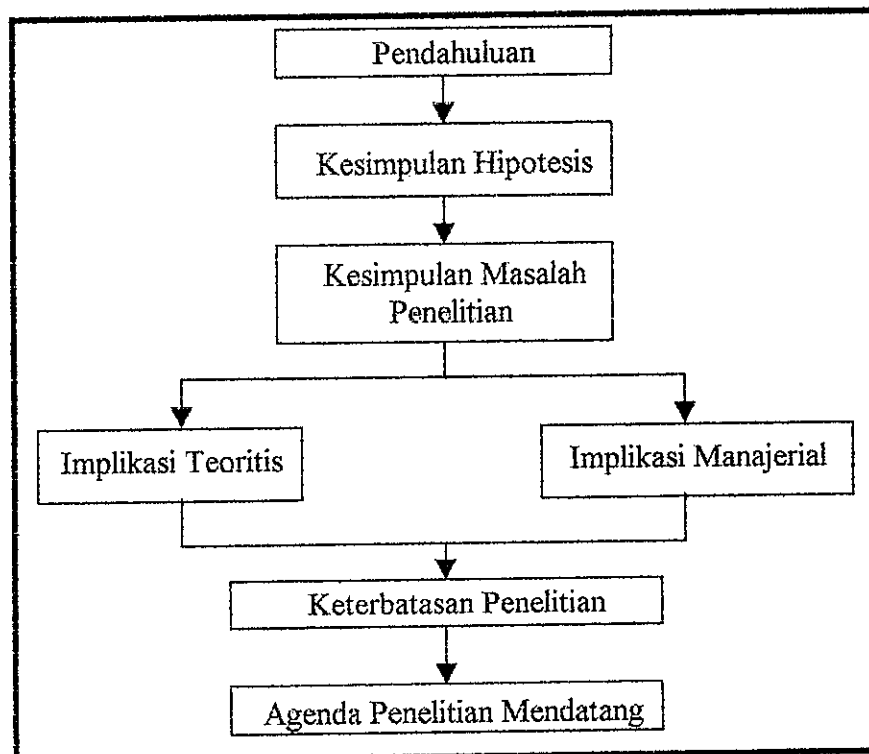 Pendahuluan
Kesimpulan Hipotesis
Kesimpulan Masalah
Penelitian
Implikasi Teoritis
Implikasi Manajerial
Keterbatasan Penelitian
Agenda Penelitian Mendatang